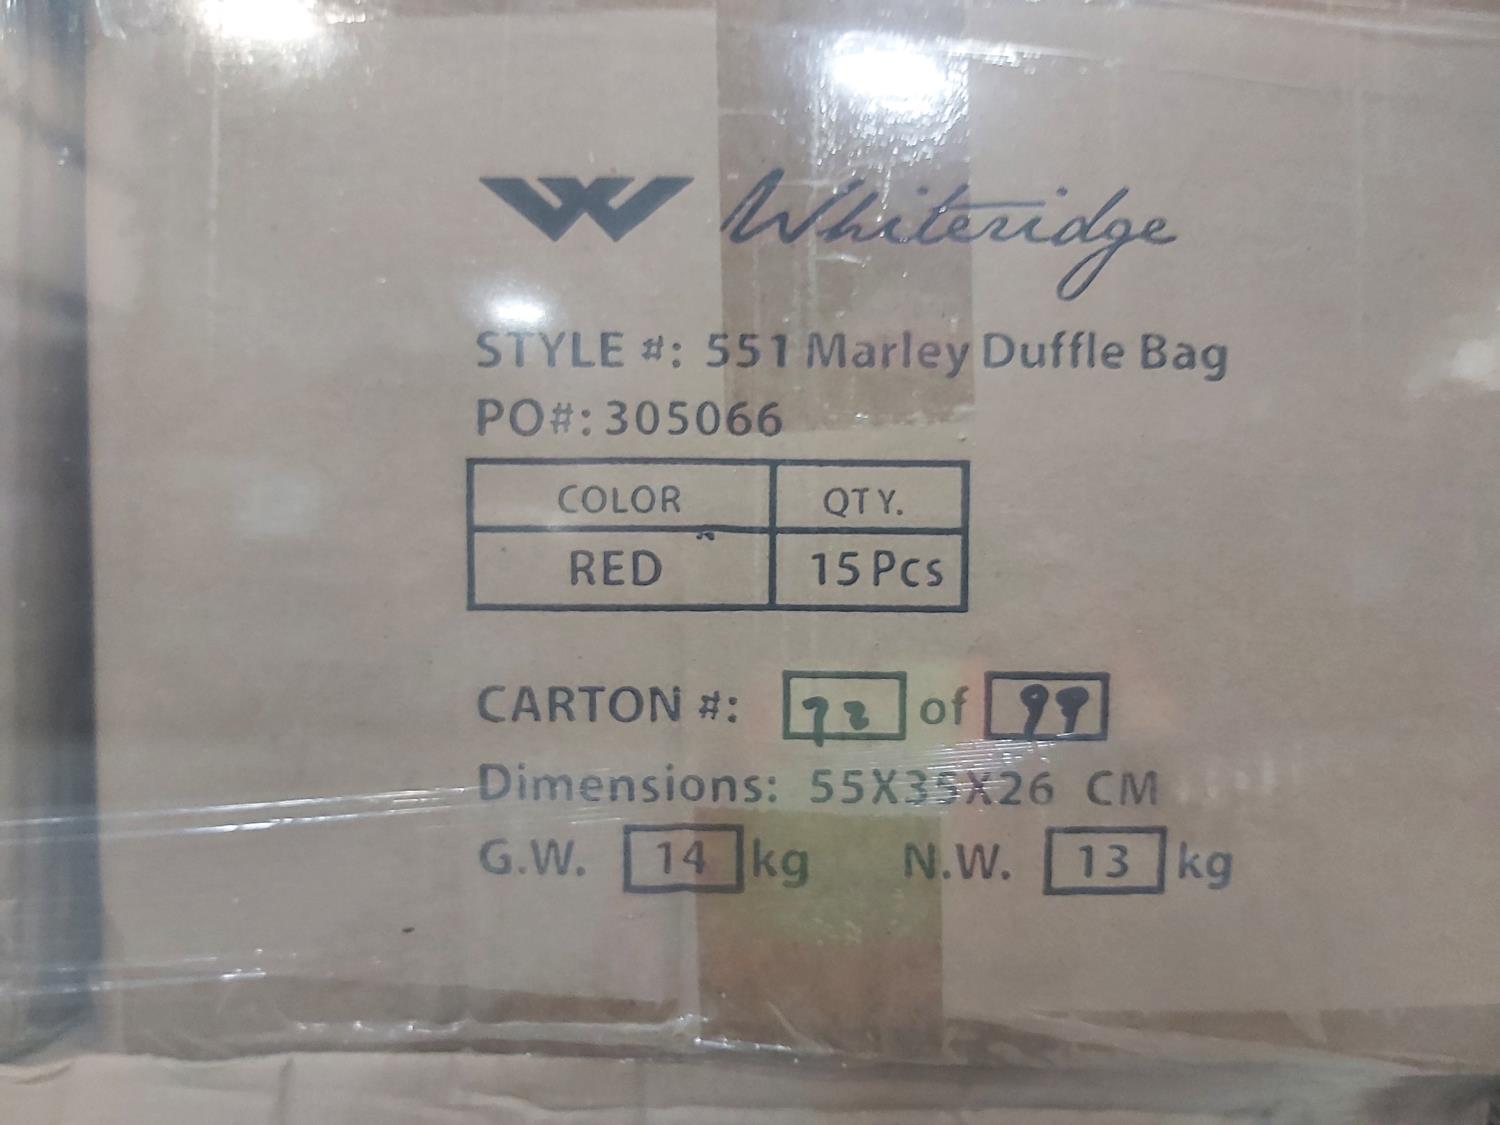 Whiteridge
STYLE #: 551 Marley Duffle Bag
PO#: 305066
COLOR QTY.
RED 15 Pcs
CARTON #: 72 of 99
Dimensions: 55X35X26 CM
G.W. 14 kg N.W. 13 kg